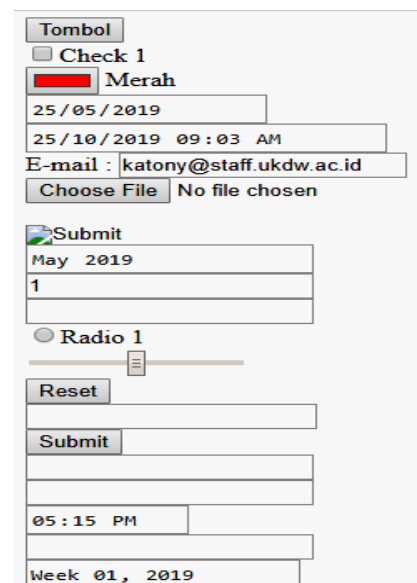 Tombol
Check 1
Merah
25/05/2019
25/10/2019 09:03 AM
E-mail : katony@staff.ukdw.ac.id
Choose File No file chosen
Submit
May 2019
1
Radio 1
Reset
Submit
05:15 PM
Week 01, 2019